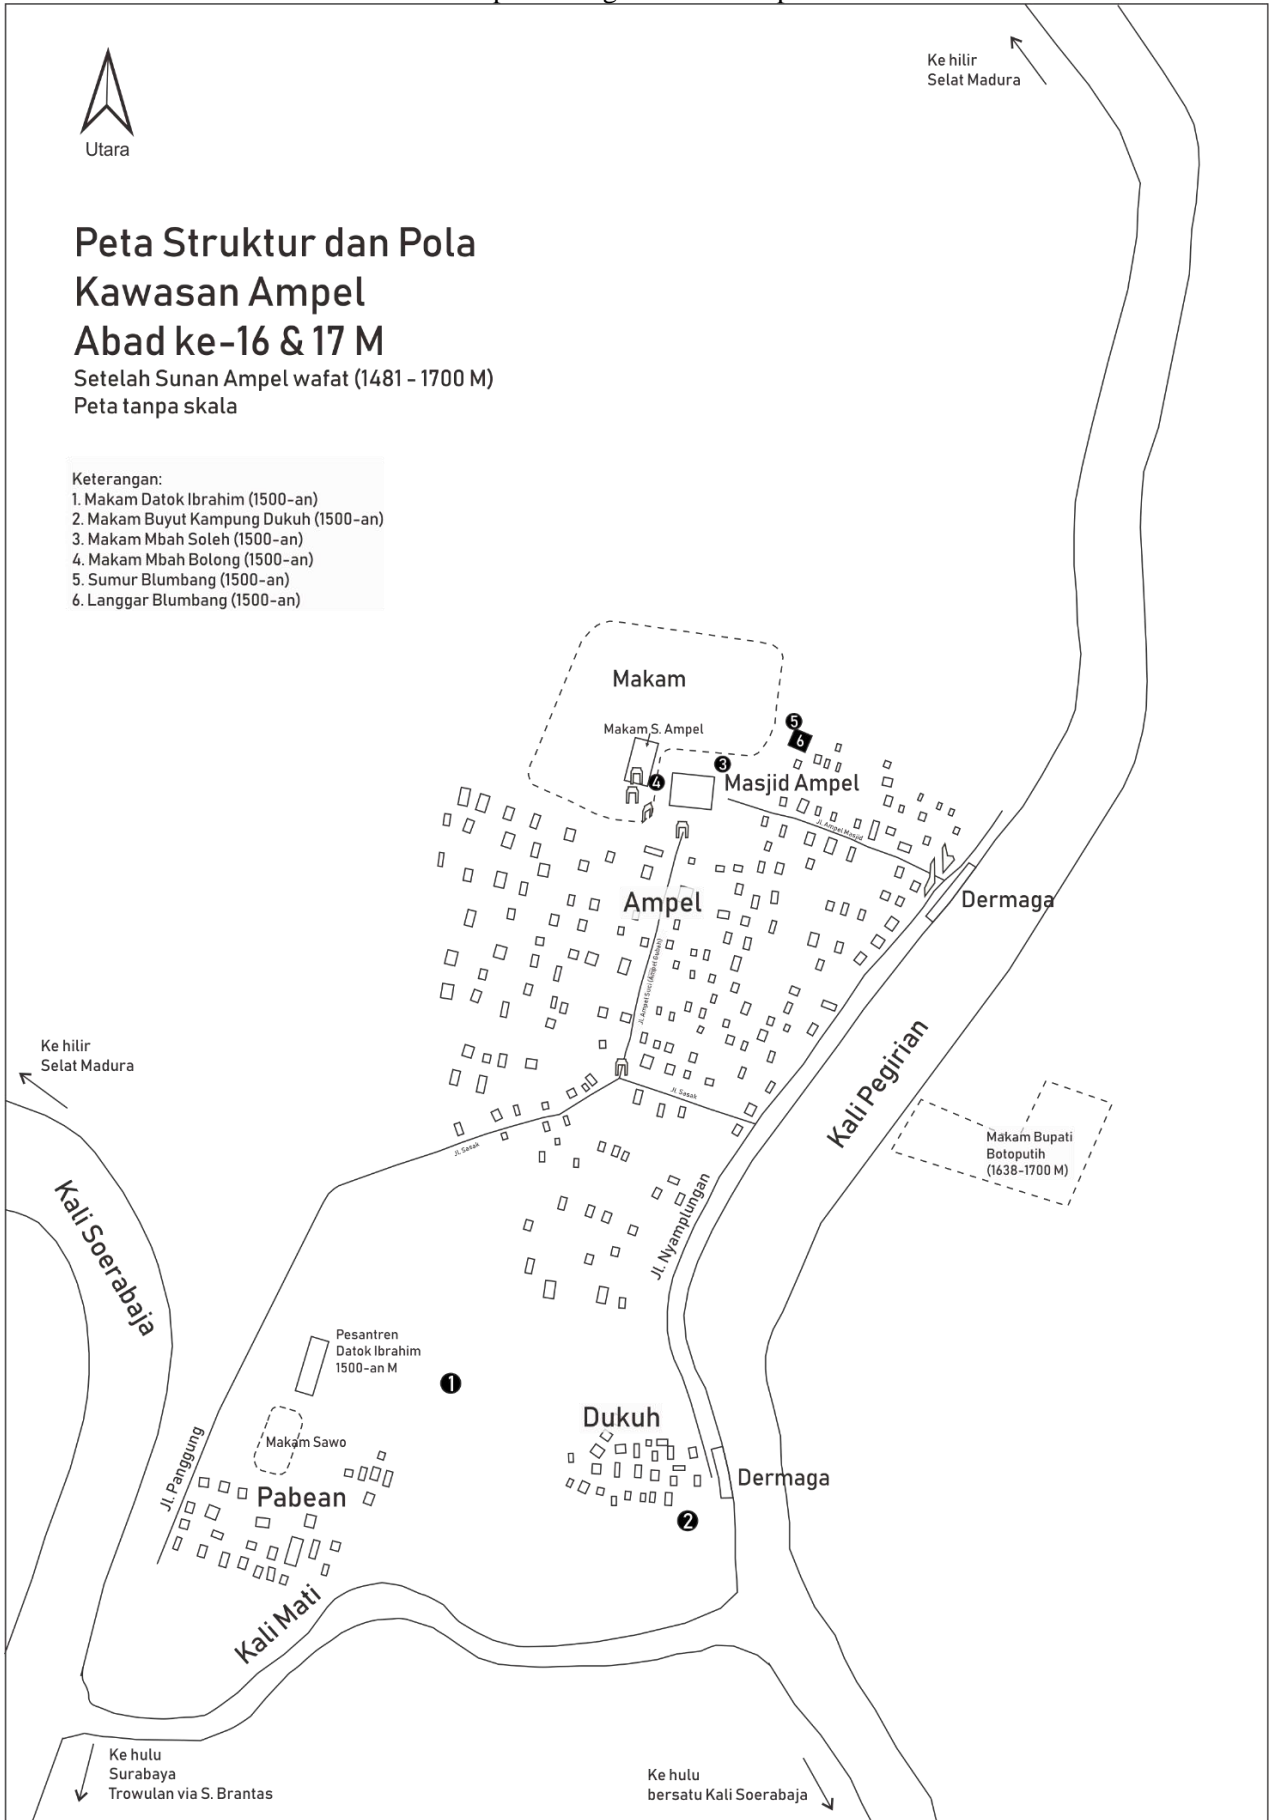 Ke hilir
Selat Madura
Utara
Peta Struktur dan Pola
Kawasan Ampel
Abad ke-16 & 17 M
Setelah Sunan Ampel wafat (1481 - 1700 M)
Peta tanpa skala
Keterangan:
1. Makam Datok Ibrahim (1500-an)
2. Makam Buyut Kampung Dukuh (1500-an)
3. Makam Mbah Soleh (1500-an)
4. Makam Mbah Bolong (1500-an)
5. Sumur Blumbang (1500-an)
6. Langgar Blumbang (1500-an)
Makam
Makam S. Ampel
5
6
3
4
Masjid Ampel
Jl. Ampel Masjid
Ampel
Dermaga
Jl. Ampel Suci (Ampel Gubah)
Ke hilir
Selat Madura
Kali Pegirian
Jl. Sasak
Makam Bupati
Botoputih
(1638-1700 M)
Jl. Sasak
Kali Soerabaja
Jl. Nyamplungan
Pesantren
Datok Ibrahim
1500-an M
1
Dukuh
Makam Sawo
Jl. Panggung
Dermaga
Pabean
2
Kali Mati
Ke hulu
Surabaya
Trowulan via S. Brantas
Ke hulu
bersatu Kali Soerabaja